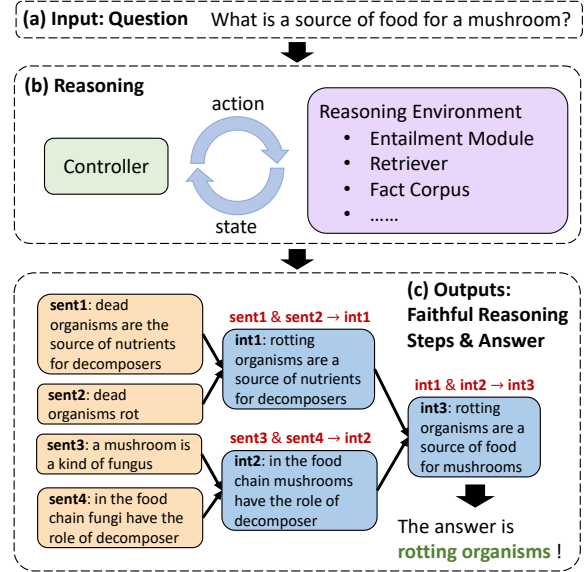 (a) Input: Question What is a source of food for a mushroom?
(b) Reasoning
action
Controller
state
Reasoning Environment
• Entailment Module
• Retriever
• Fact Corpus
• ......
(c) Outputs:
Faithful Reasoning
Steps & Answer
sent1: dead
organisms are the
source of nutrients
for decomposers
sent2: dead
organisms rot
sent3: a mushroom is
a kind of fungus
sent4: in the food
chain fungi have the
role of decomposer
sent1 & sent2 → int1
int1: rotting
organisms are a
source of nutrients
for decomposers
sent3 & sent4 → int2
int2: in the food
chain mushrooms
have the role of
decomposer
int1 & int2 → int3
int3: rotting
organisms are a
source of food
for mushrooms
The answer is
rotting organisms !